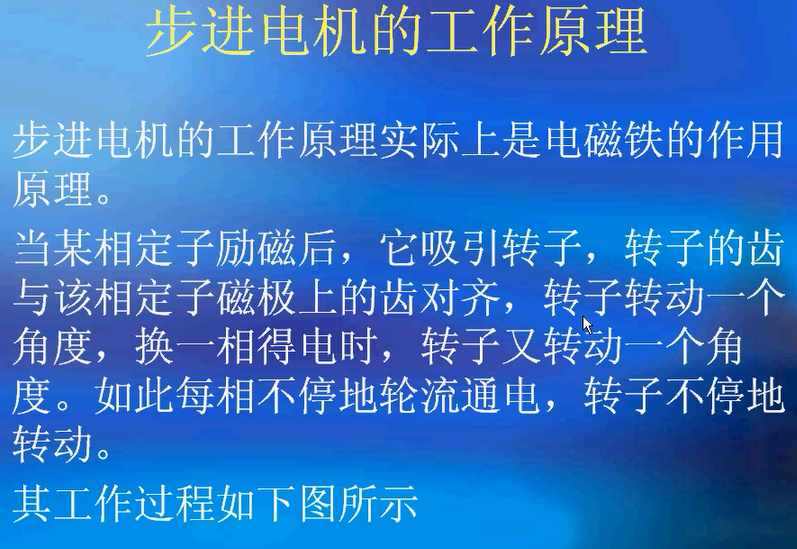 步进电机的工作原理
步进电机的工作原理实际上是电磁铁的作用
原理。
当某相定子励磁后，它吸引转子，转子的齿
与该相定子磁极上的齿对齐，转子转动一个
角度，换一相得电时，转子又转动一个角
度。如此每相不停地轮流通电，转子不停地
转动。
其工作过程如下图所示